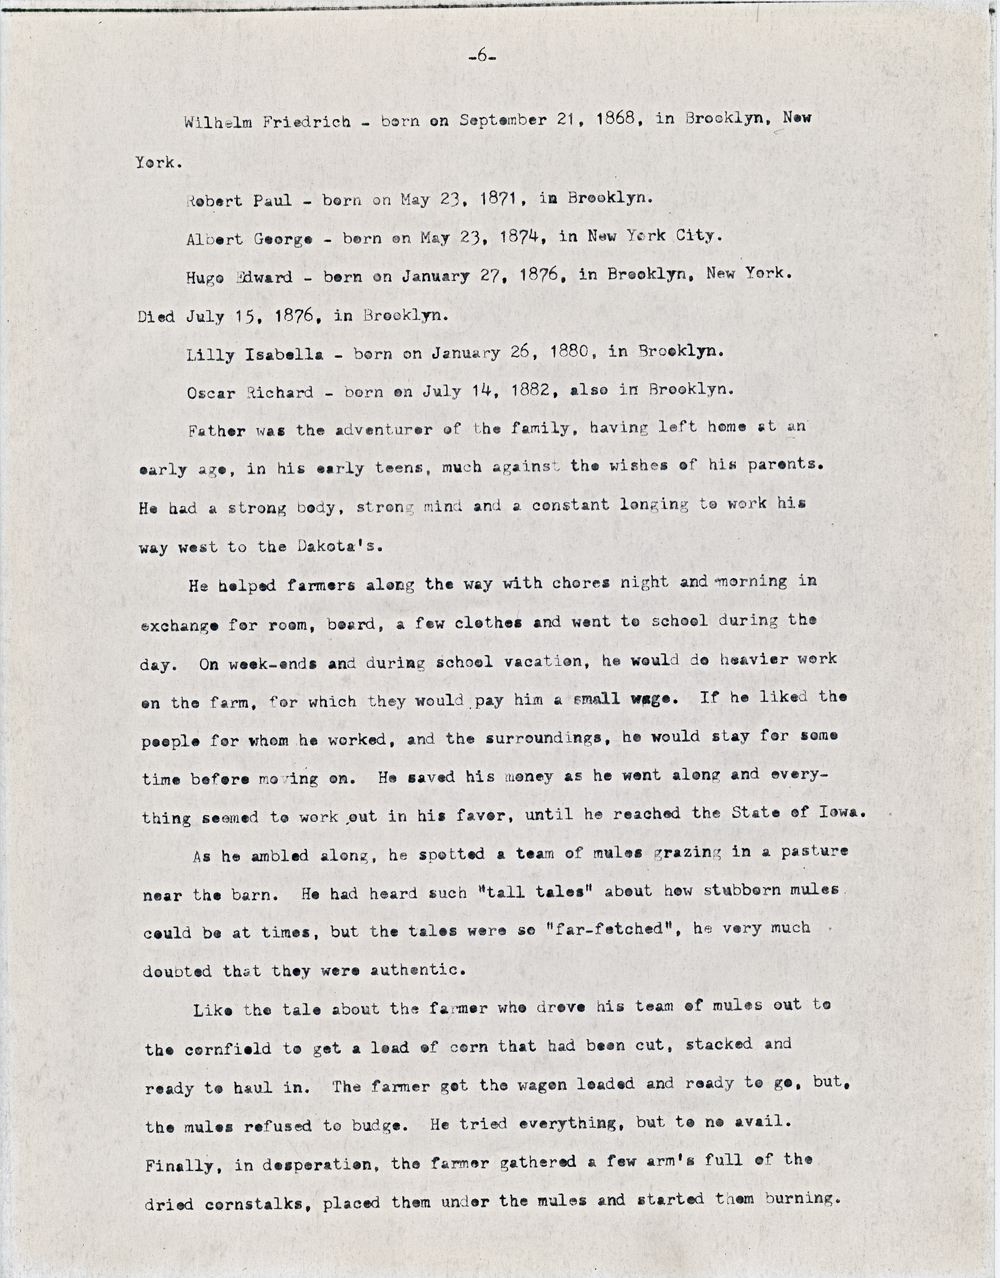 -6-
Wilhelm Friedrich - born on September 21, 1868, in Brooklyn, New
York.
Robert Paul - born on May 23, 1871, in Brooklyn.
Albert George - born on May 23, 1874, in New York City.
Hugo Edward - born on January 27, 1876, in Brooklyn, New York.
Died July 15, 1876, in Brooklyn.
Lilly Isabella - born on January 26, 1880, in Brooklyn.
Oscar Richard - born on July 14, 1882, also in Brooklyn.
Father was the adventurer of the family, having left home at an
early age, in his early teens, much against the wishes of his parents.
He had a strong body, strong mind and a constant longing to work his
way west to the Dakota's.
He helped farmers along the way with chores night and morning in
exchange for room, board, a few clothes and went to school during the
day. On week-ends and during school vacation, he would do heavier work
on the farm, for which they would pay him a small wage. If he liked the
people for whom he worked, and the surroundings, he would stay for some
time before moving on. He saved his money as he went along and every-
thing seemed to work out in his favor, until he reached the State of Iowa.
As he ambled along, he spotted a team of mules grazing in a pasture
near the barn. He had heard such "tall tales" about how stubborn mules
could be at times, but the tales were so "far-fetched", he very much
doubted that they were authentic.
Like the tale about the farmer who drove his team of mules out to
the cornfield to get a load of corn that had been cut, stacked and
ready to haul in. The farmer got the wagon loaded and ready to go, but,
the mules refused to budge. He tried everything, but to no avail.
Finally, in desperation, the farmer gathered a few arm's full of the
dried cornstalks, placed them under the mules and started them burning.